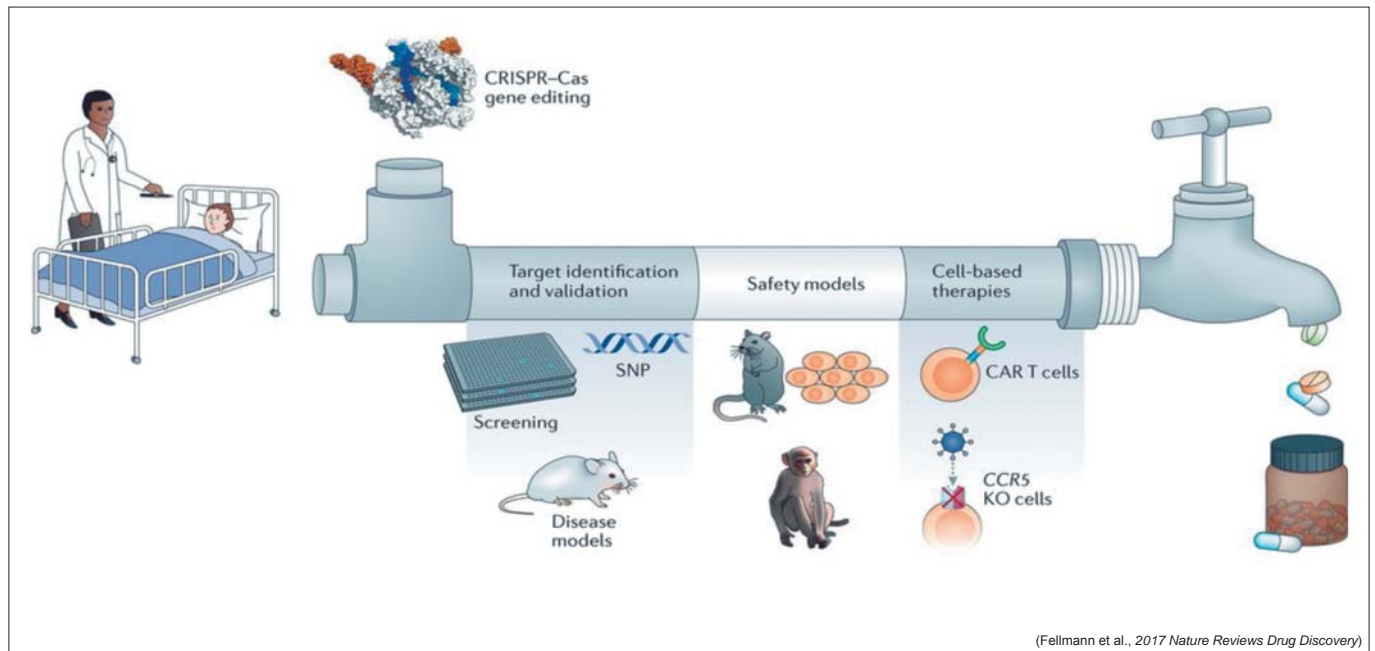 CRISPR–Cas
gene editing
Target identification
and validation
Safety models
Cell-based
therapies
SNP
Screening
Disease
models
CAR T cells
CCR5
KO cells
(Fellmann et al., 2017 Nature Reviews Drug Discovery)